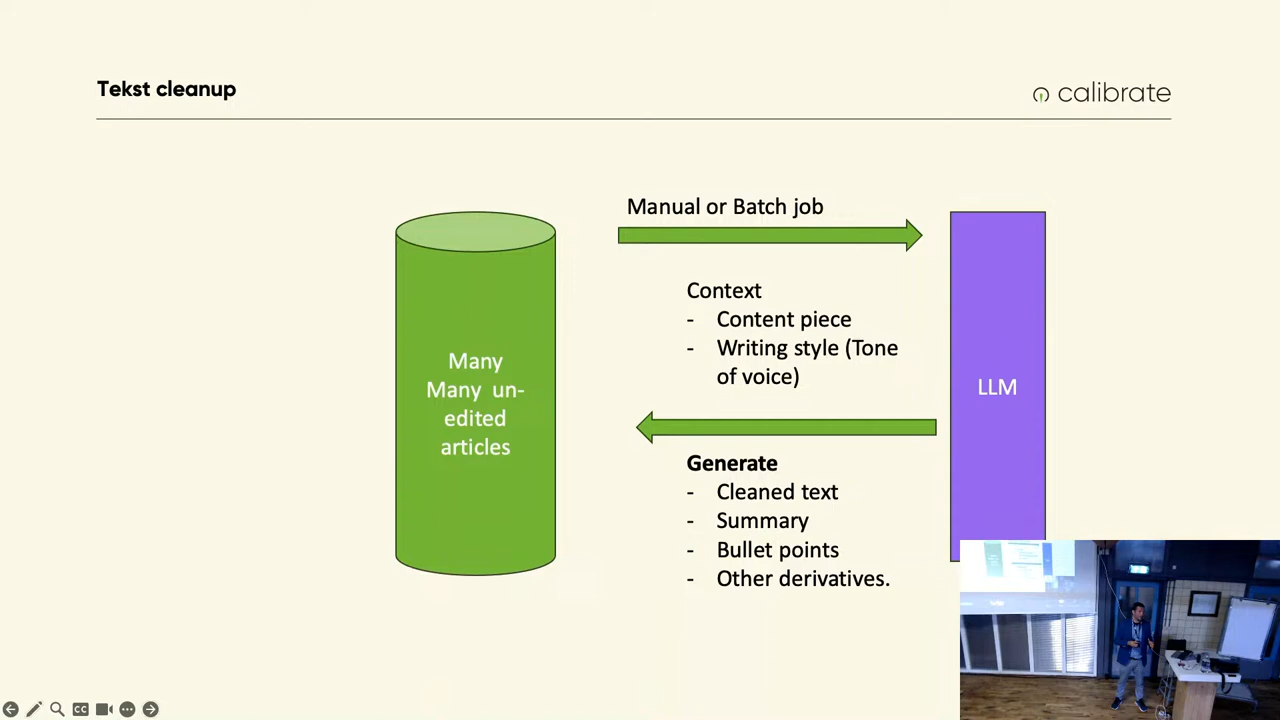 Tekst cleanup
calibrate
Manual or Batch job
Many
Many un-
edited
articles
Context
- Content piece
- Writing style (Tone
of voice)
LLM
Generate
- Cleaned text
- Summary
- Bullet points
- Other derivatives.
CC